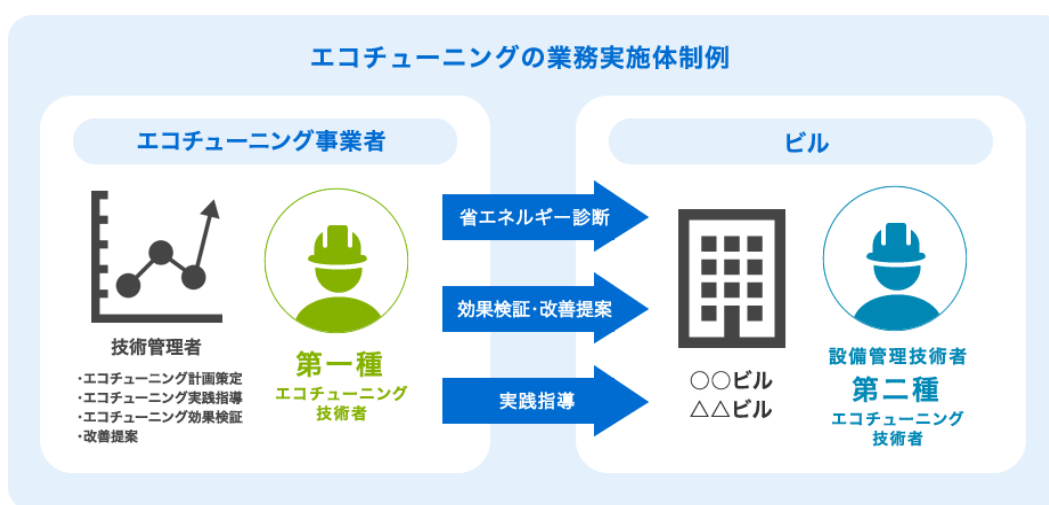 エコチューニングの業務実施体制例
エコチューニング事業者
技術管理者
・エコチューニング計画策定
・エコチューニング実践指導
・エコチューニング効果検証
・改善提案
第一種
エコチューニング
技術者
省エネルギー診断
効果検証・改善提案
実践指導
ビル
○○ビル
△△ビル
設備管理技術者
第二種
エコチューニング
技術者